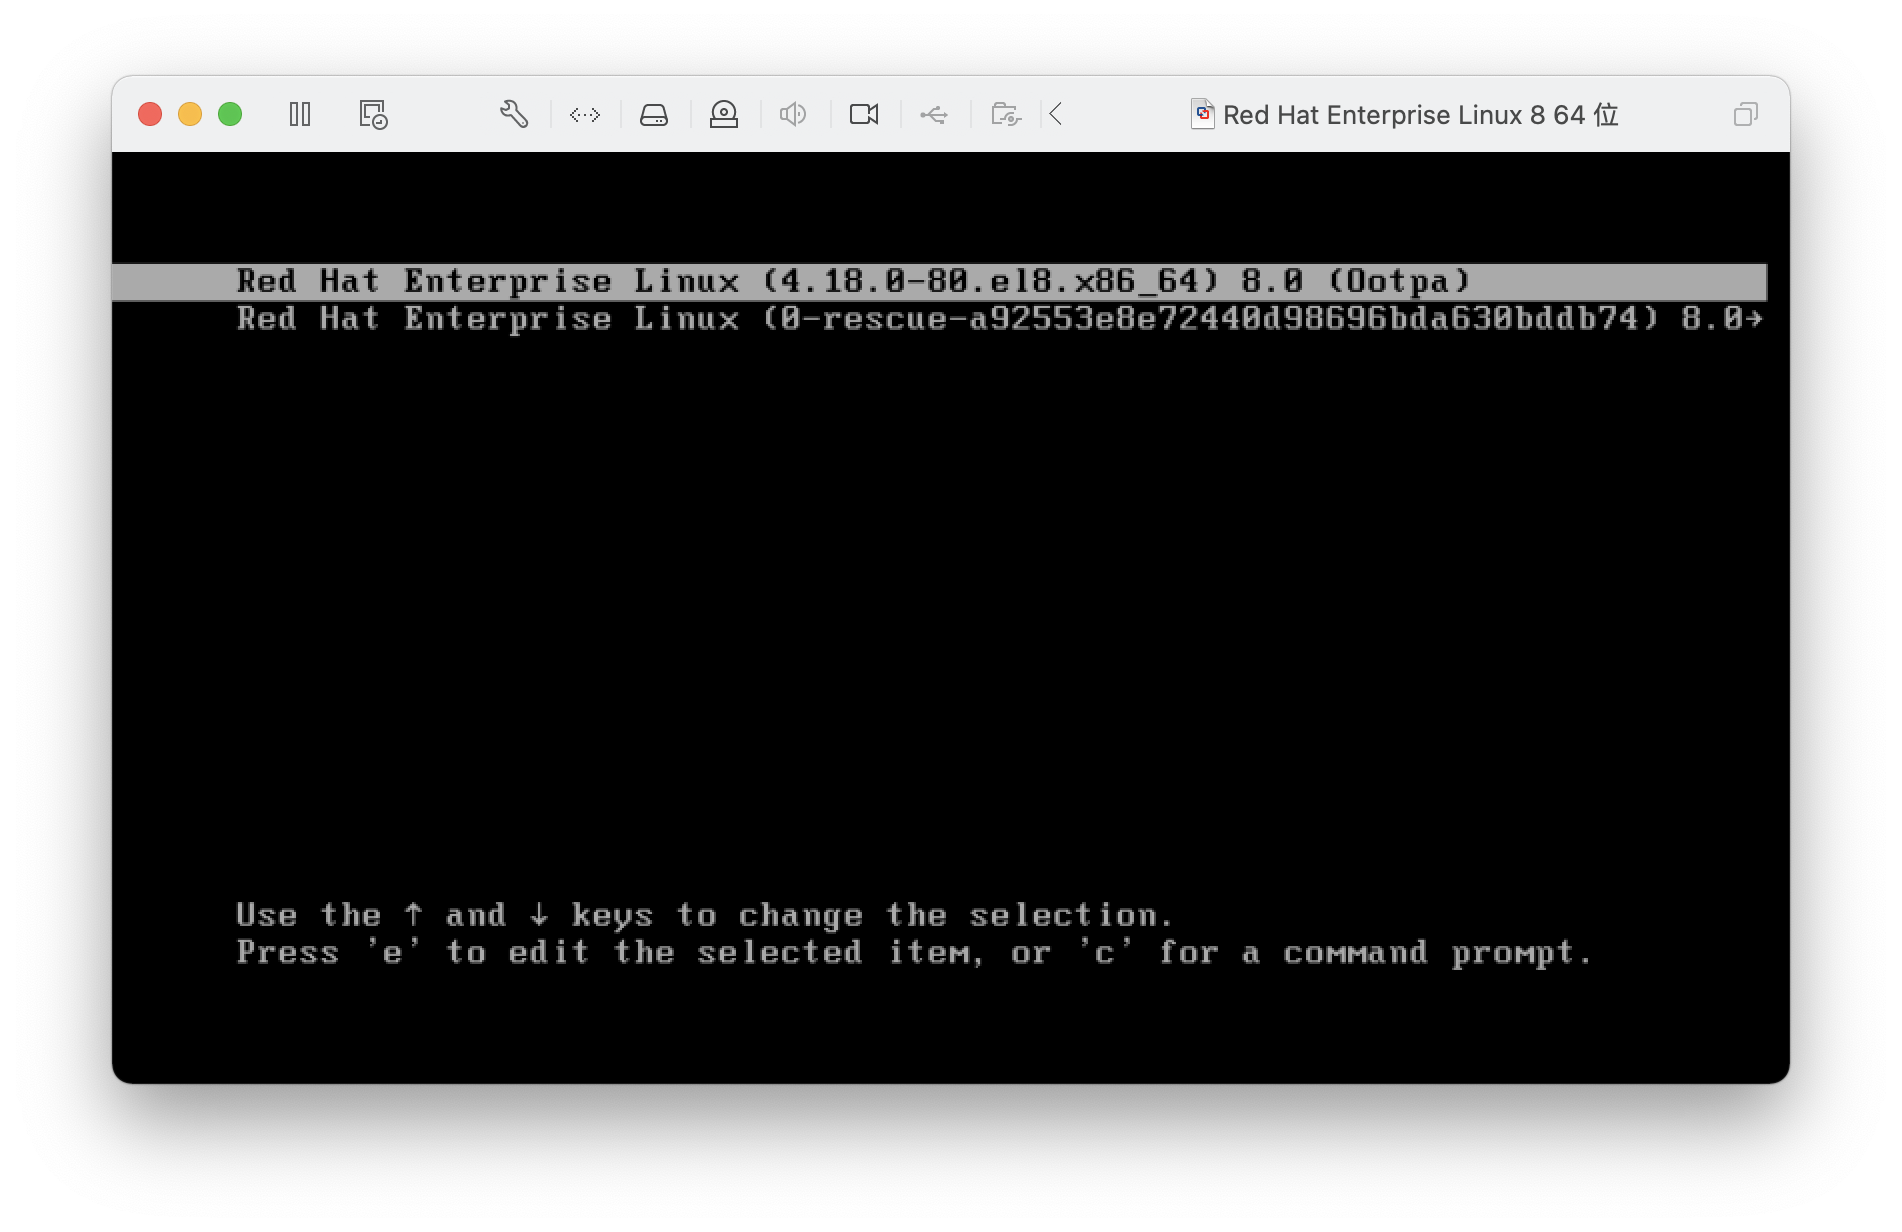 Red Hat Enterprise Linux 8 64 位
Red Hat Enterprise Linux (4.18.0-80.el8.x86_64) 8.0 (Ootpa)
Red Hat Enterprise Linux (0-rescue-a92553e8e72440d98696bda630bddb74) 8.0→
Use the ↑ and ↓ keys to change the selection.
Press 'e' to edit the selected item, or 'c' for a command prompt.